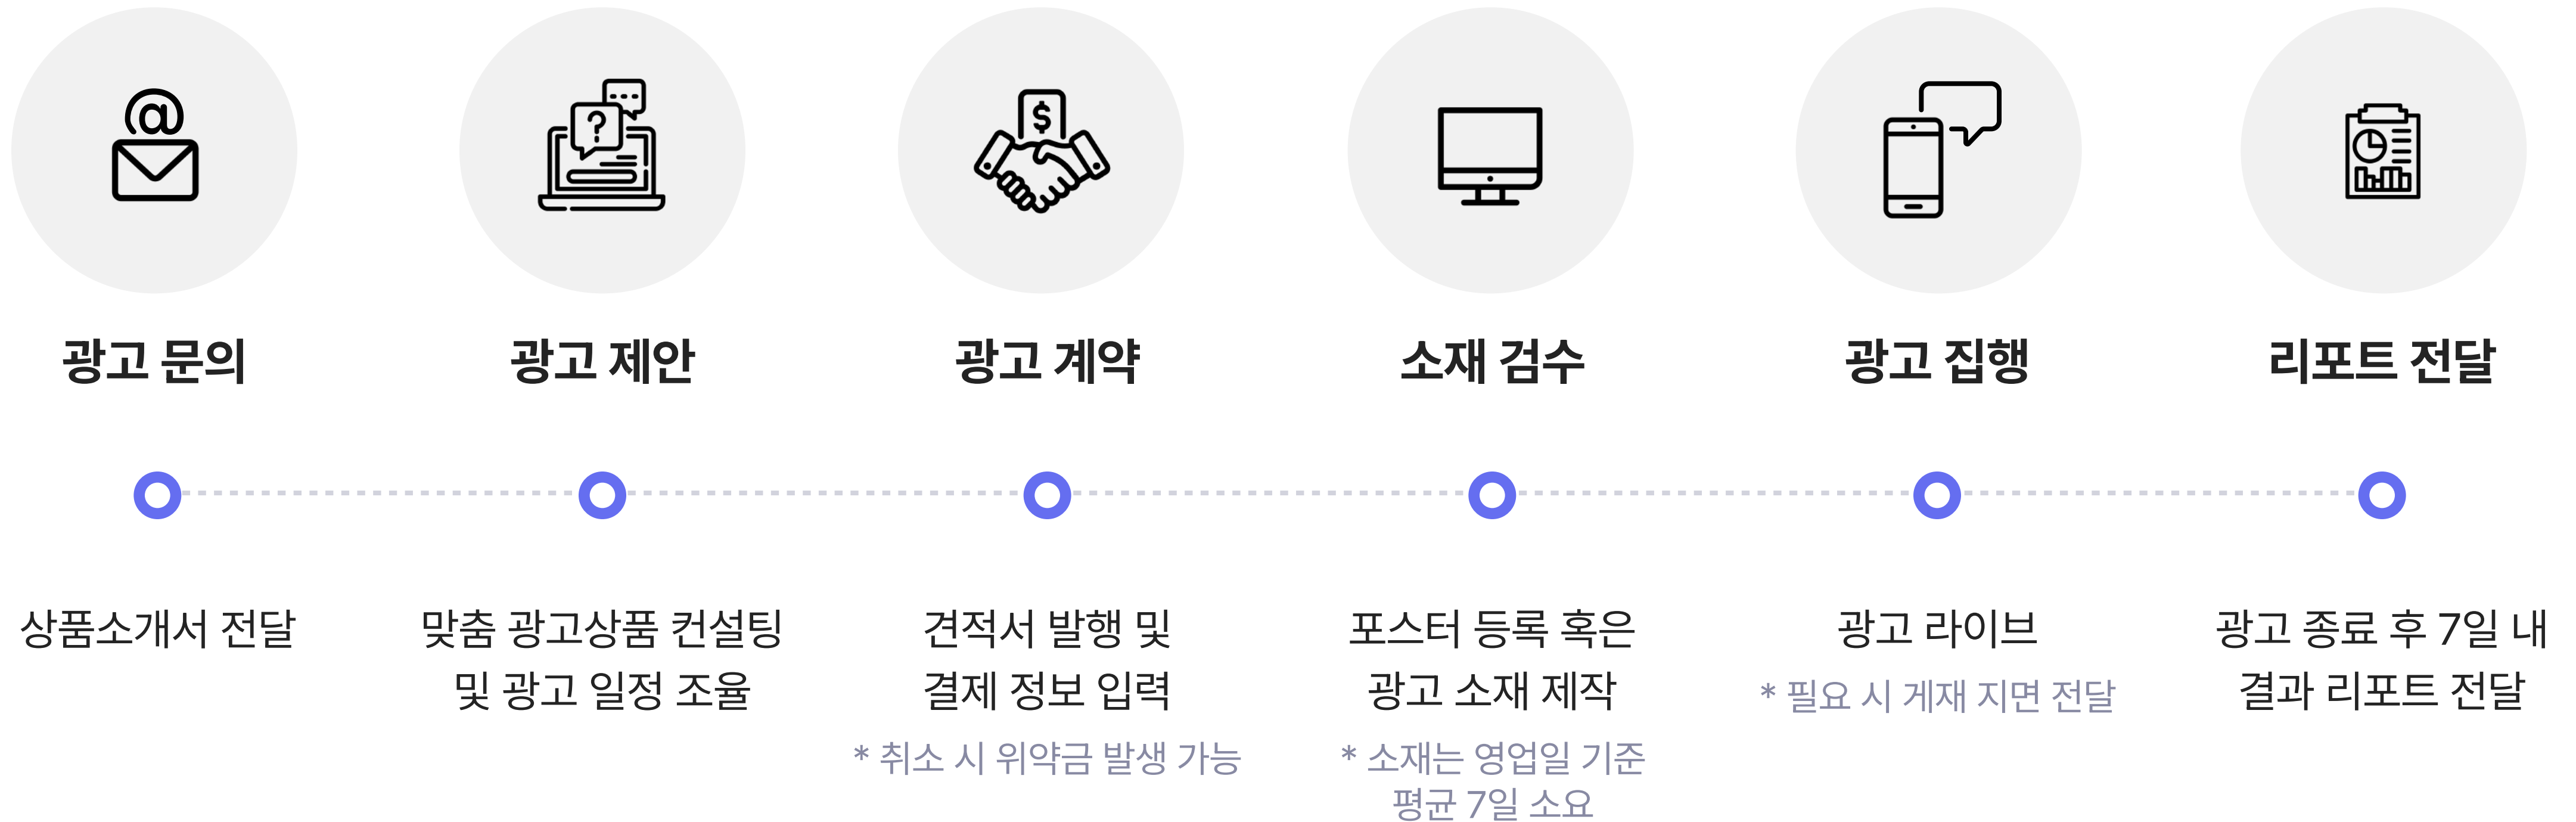 광고 문의
상품소개서 전달
광고 제안
맞춤 광고상품 컨설팅
및 광고 일정 조율
광고 계약
견적서 발행 및
결제 정보 입력
* 취소 시 위약금 발생 가능
소재 검수
포스터 등록 혹은
광고 소재 제작
* 소재는 영업일 기준
평균 7일 소요
광고 집행
광고 라이브
* 필요 시 게재 지면 전달
리포트 전달
광고 종료 후 7일 내
결과 리포트 전달